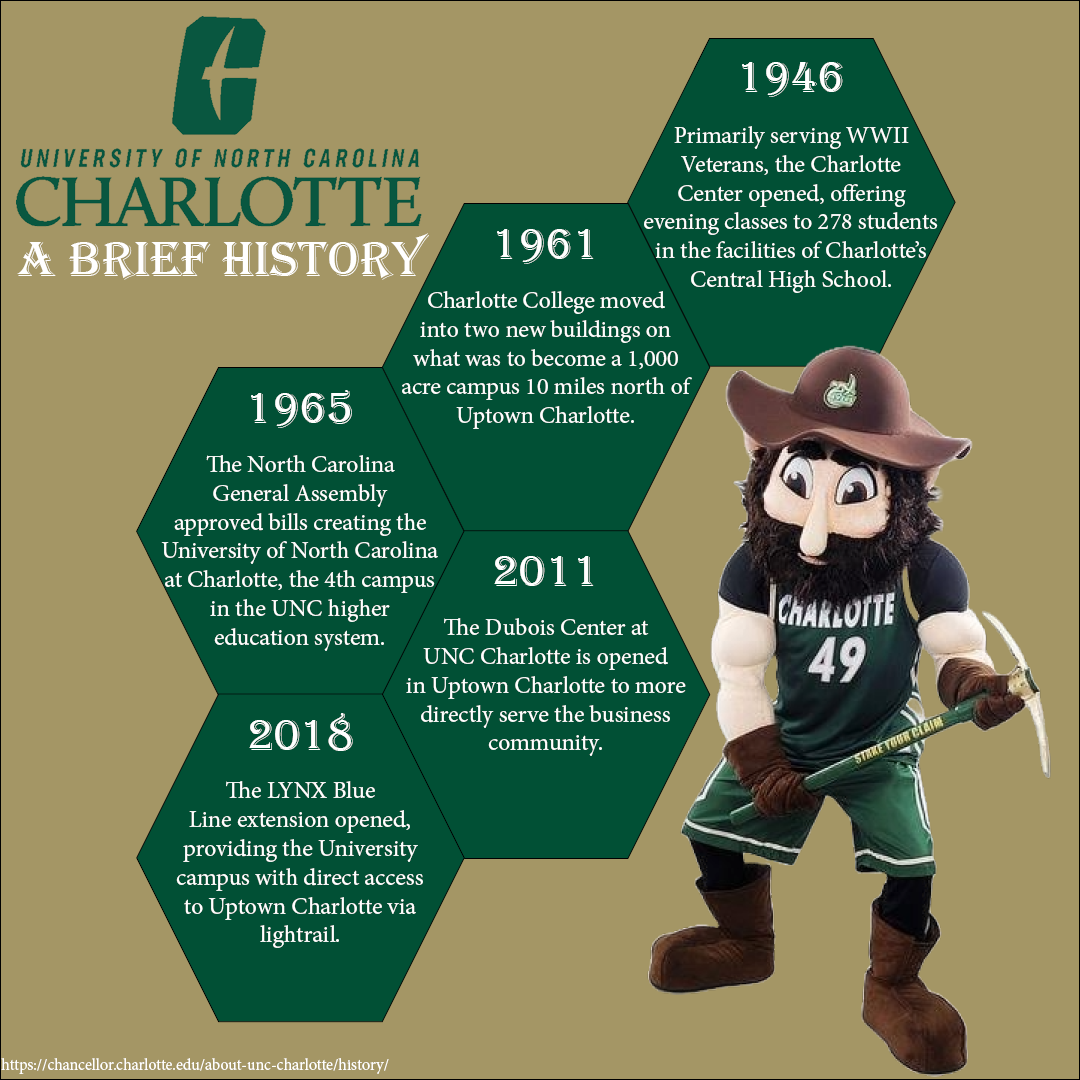 UNIVERSITY OF NORTH CAROLINA
CHARLOTTE
A BRIEF HISTORY
1946
Primarily serving WWII
Veterans, the Charlotte
Center opened, offering
evening classes to 278 students
in the facilities of Charlotte’s
Central High School.
1961
Charlotte College moved
into two new buildings on
what was to become a 1,000
acre campus 10 miles north of
Uptown Charlotte.
1965
The North Carolina
General Assembly
approved bills creating the
University of North Carolina
at Charlotte, the 4th campus
in the UNC higher
education system.
2011
The Dubois Center at
UNC Charlotte is opened
in Uptown Charlotte to more
directly serve the business
community.
2018
The LYNX Blue
Line extension opened,
providing the University
campus with direct access
to Uptown Charlotte via
lightrail.
CHARLOTTE
49
STAKE YOUR CLAIM
https://chancellor.charlotte.edu/about-unc-charlotte/history/